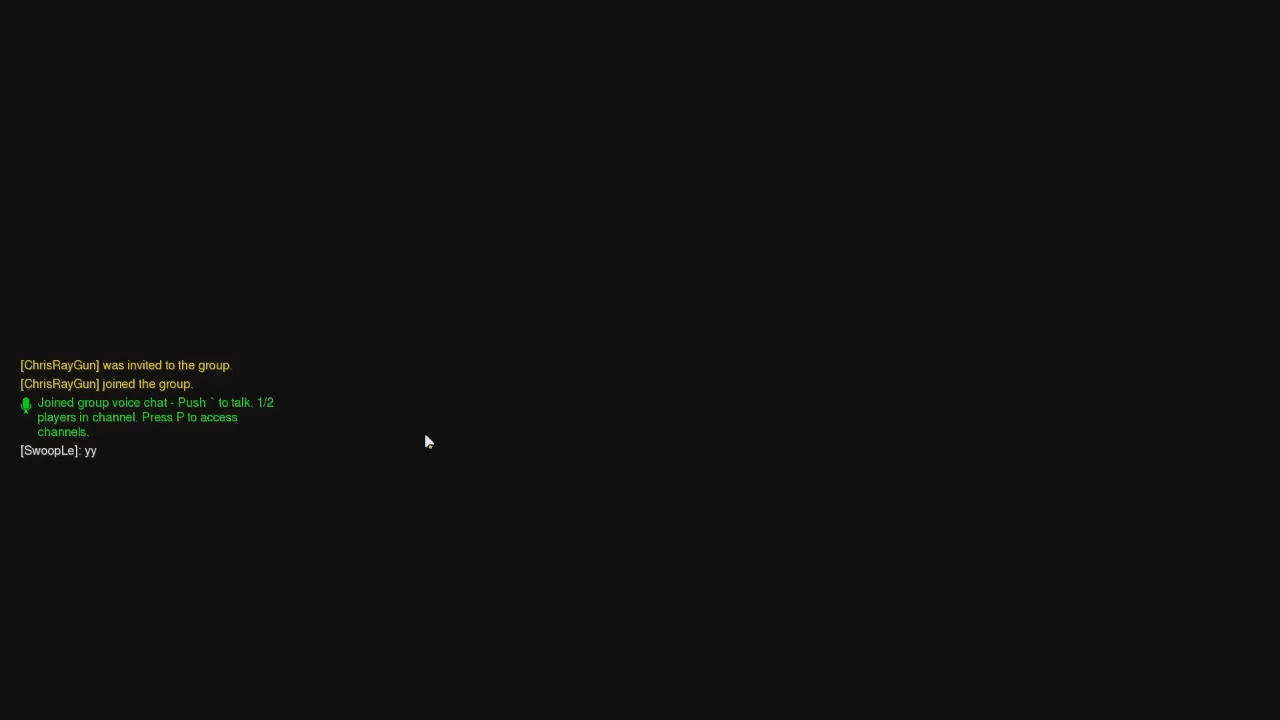 [ChrisRayGun] was invited to the group.
[ChrisRayGun] joined the group.
Joined group voice chat - Push ` to talk. 1/2
players in channel. Press P to access
channels.
[SwoopLe]: yy